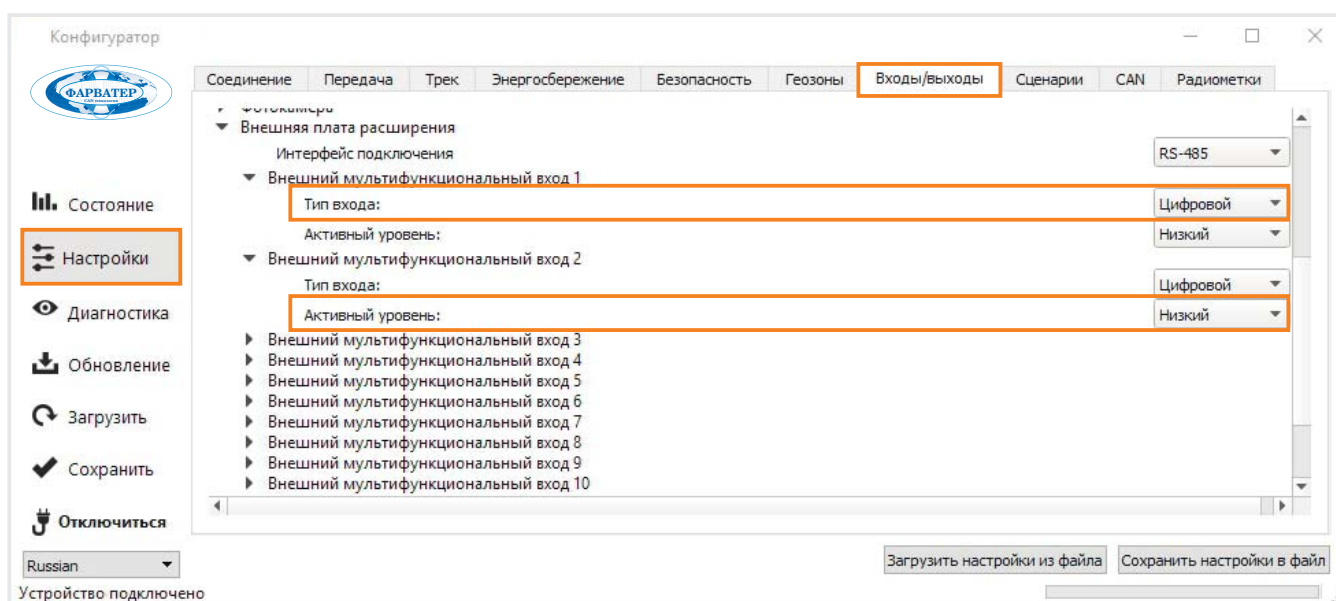 Конфигуратор
ФАРВАТЕР
Соединение Передача Трек Энергосбережение Безопасность Геозоны Входы/выходы Сценарии CAN Радиометки
Фотокамера
Внешняя плата расширения
Интерфейс подключения RS-485
Внешний мультифункциональный вход 1
Состояние
Тип входа: Цифровой
Активный уровень: Низкий
Настройки
Внешний мультифункциональный вход 2
Тип входа: Цифровой
Диагностика
Активный уровень: Низкий
Внешний мультифункциональный вход 3
Внешний мультифункциональный вход 4
Обновление
Внешний мультифункциональный вход 5
Внешний мультифункциональный вход 6
Загрузить
Внешний мультифункциональный вход 7
Внешний мультифункциональный вход 8
Внешний мультифункциональный вход 9
Сохранить
Внешний мультифункциональный вход 10
Отключиться
Russian
Загрузить настройки из файла Сохранить настройки в файл
Устройство подключено